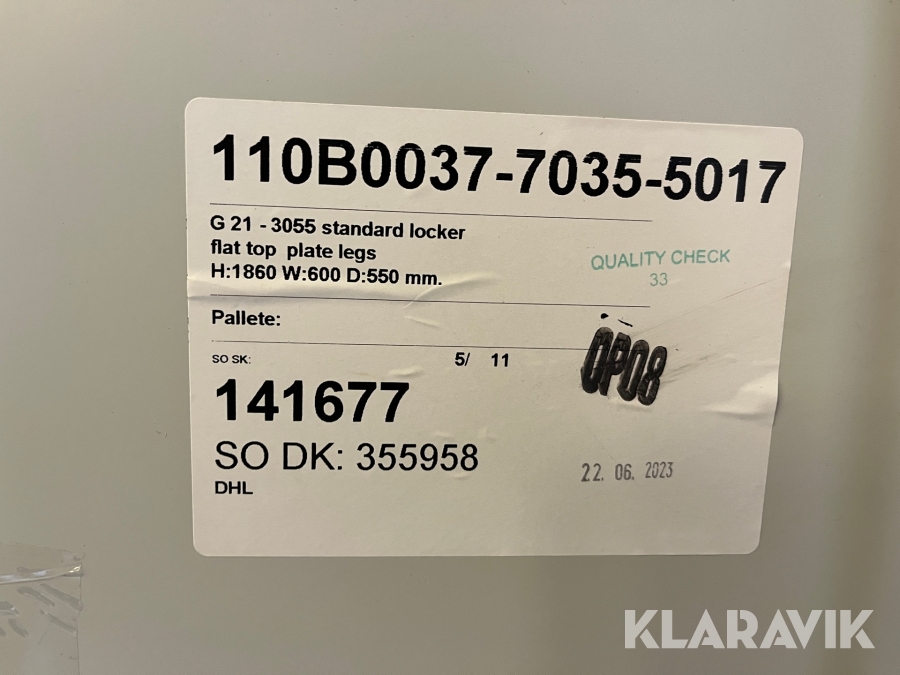 110B0037-7035-5017
G 21 - 3055 standard locker
flat top plate legs
H:1860 W:600 D:550 mm.
QUALITY CHECK
33
Pallete:
SO SK: 5/ 11
OP08
141677
SO DK: 355958
22. 06. 2023
DHL
KLARAVIK